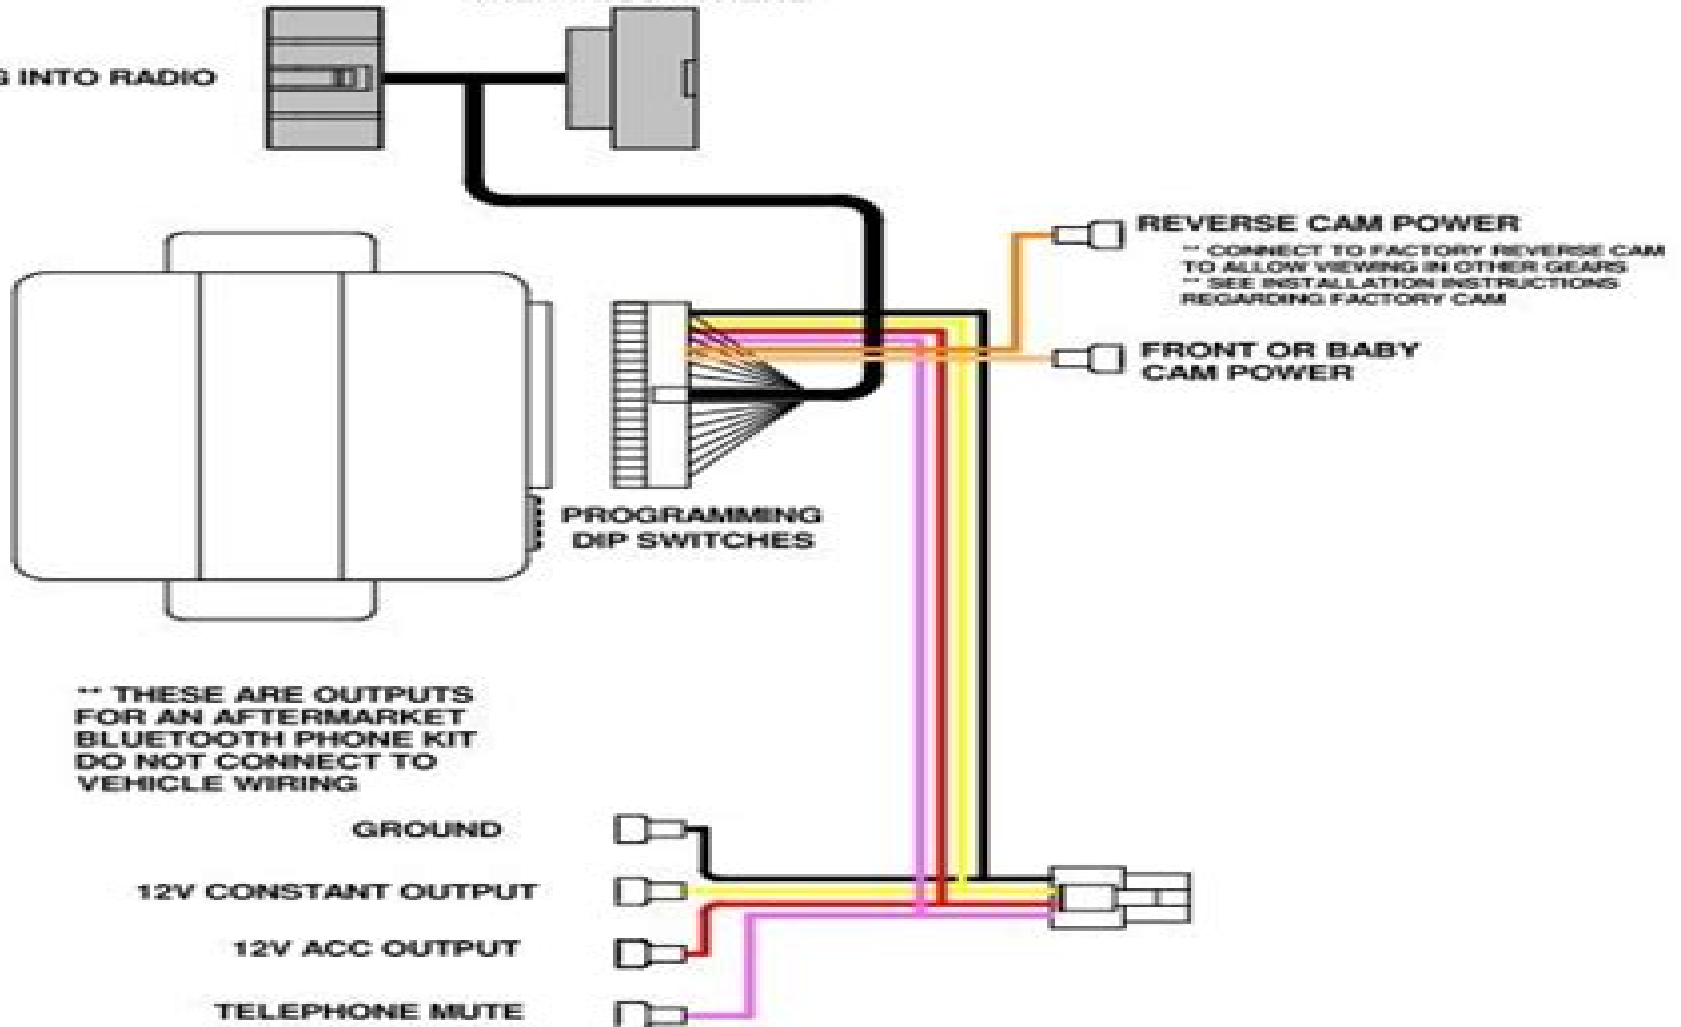 INTO RADIO
REVERSE CAM POWER
** CONNECT TO FACTORY REVERSE CAM
TO ALLOW VIEWING IN OTHER GEARS
** SEE INSTALLATION INSTRUCTIONS
REGARDING FACTORY CAM
FRONT OR BABY
CAM POWER
PROGRAMMING
DIP SWITCHES
** THESE ARE OUTPUTS
FOR AN AFTERMARKET
BLUETOOTH PHONE KIT
DO NOT CONNECT TO
VEHICLE WIRING
GROUND
12V CONSTANT OUTPUT
12V ACC OUTPUT
TELEPHONE MUTE